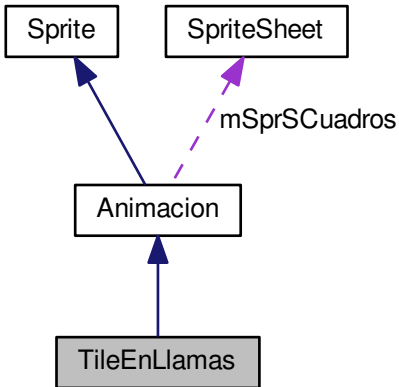 Sprite
SpriteSheet
mSprSCuadros
Animacion
TileEnLlamas